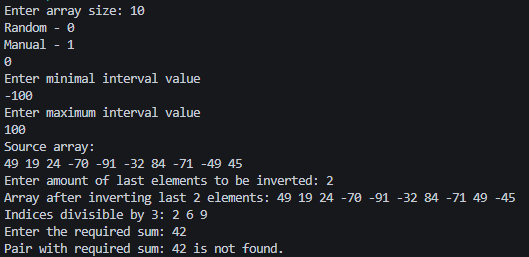 Enter array size: 10
Random - 0
Manual - 1
0
Enter minimal interval value
-100
Enter maximum interval value
100
Source array:
49 19 24 -70 -91 -32 84 -71 -49 45
Enter amount of last elements to be inverted: 2
Array after inverting last 2 elements: 49 19 24 -70 -91 -32 84 -71 49 -45
Indices divisible by 3: 2 6 9
Enter the required sum: 42
Pair with required sum: 42 is not found.